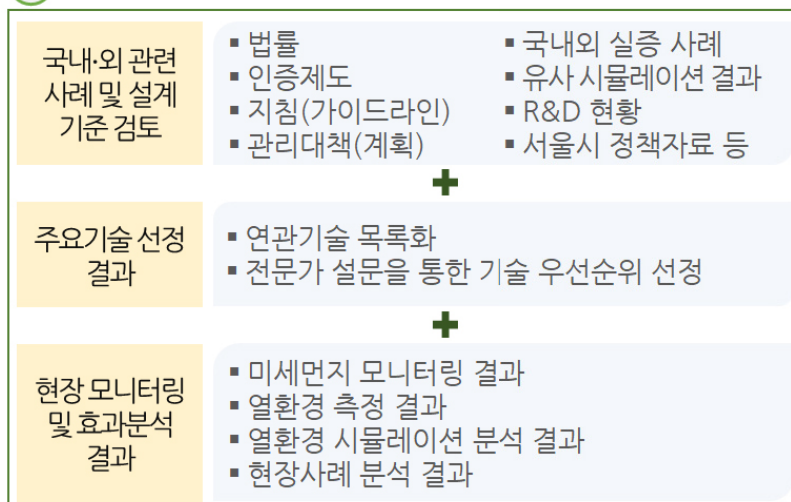 국내·외 관련
사례 및 설계
기준 검토
▪ 법률
▪ 인증제도
▪ 지침(가이드라인)
▪ 관리대책(계획)
▪ 국내외 실증 사례
▪ 유사 시뮬레이션 결과
▪ R&D 현황
▪ 서울시 정책자료 등
+
주요기술 선정
결과
▪ 연관기술 목록화
▪ 전문가 설문을 통한 기술 우선순위 선정
+
현장 모니터링
및 효과분석
결과
▪ 미세먼지 모니터링 결과
▪ 열환경 측정 결과
▪ 열환경 시뮬레이션 분석 결과
▪ 현장사례 분석 결과